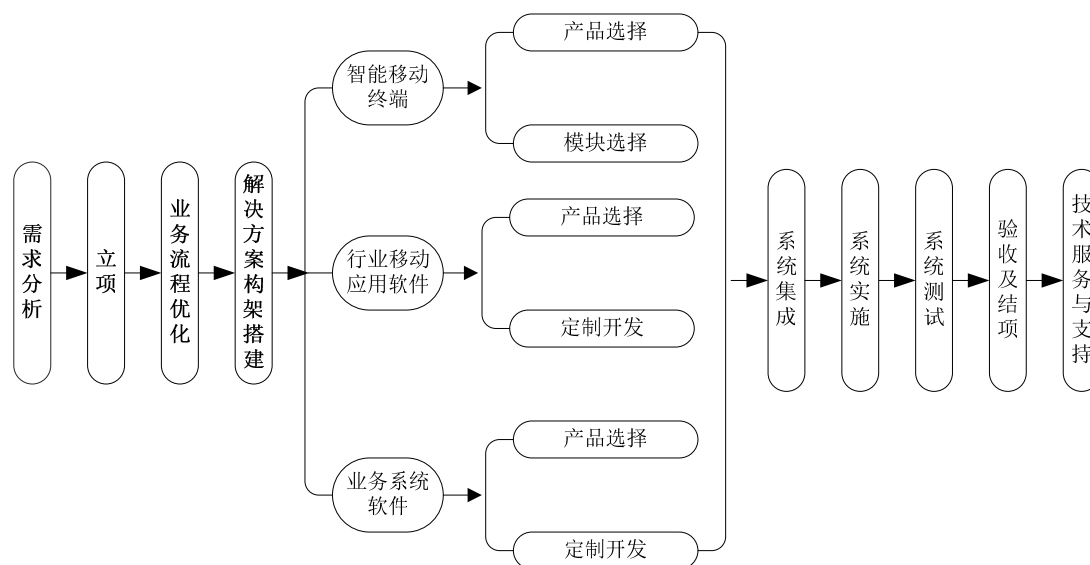 需求分析
立项
业务流程优化
解决方案构架搭建
智能移动
终端
产品选择
模块选择
行业移动
应用软件
产品选择
定制开发
业务系统
软件
产品选择
定制开发
系统集成
系统实施
系统测试
验收及结项
技术服务与支持